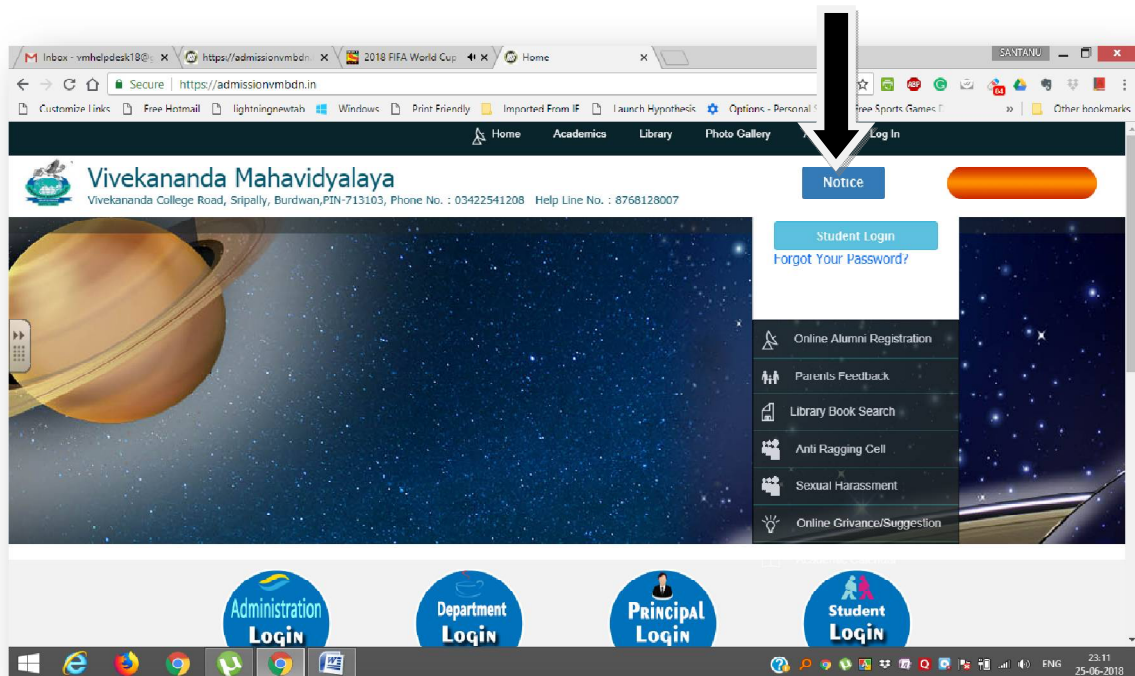 SANTANU
Inbox - vmhelpdesk18@g
https://admissionvmbdn.
2018 FIFA World Cup
Home
Secure https://admissionvmbdn.in
Customize Links Free Hotmail lightningnewtab Windows Print Friendly Imported From IE Launch Hypothesis Options - Personal Free Sports Games » Other bookmarks
Home Academics Library Photo Gallery Log In
Vivekananda Mahavidyalaya
Vivekananda College Road, Sripally, Burdwan,PIN-713103, Phone No. : 03422541208 Help Line No. : 8768128007
Notice
Student Login
Forgot Your Password?
Online Alumni Registration
Parents Feedback
Library Book Search
Anti Ragging Cell
Sexual Harassment
Online Grivance/Suggestion
Administration
Login
Department
Login
Principal
Login
Student
Login
ENG
23:11
25-06-2018